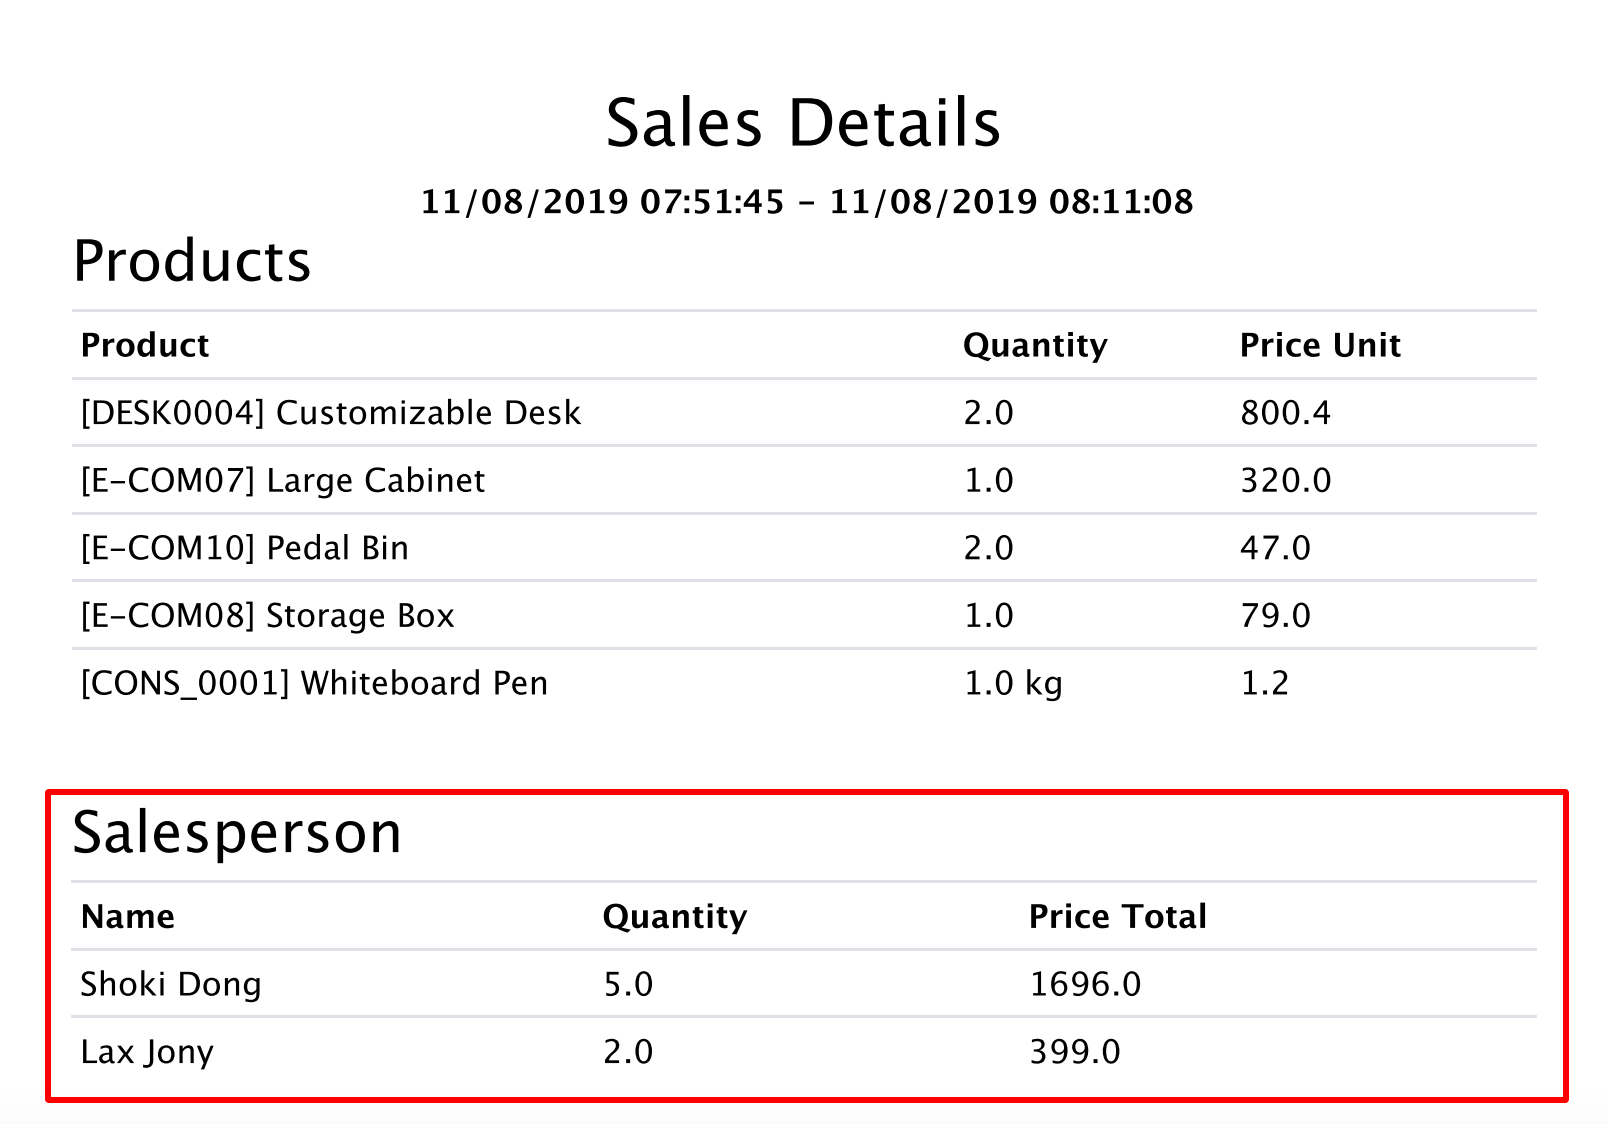 Sales Details
11/08/2019 07:51:45 - 11/08/2019 08:11:08
Products
Product Quantity Price Unit
[DESK0004] Customizable Desk 2.0 800.4
[E-COM07] Large Cabinet 1.0 320.0
[E-COM10] Pedal Bin 2.0 47.0
[E-COM08] Storage Box 1.0 79.0
[CONS_0001] Whiteboard Pen 1.0 kg 1.2
Salesperson
Name Quantity Price Total
Shoki Dong 5.0 1696.0
Lax Jony 2.0 399.0